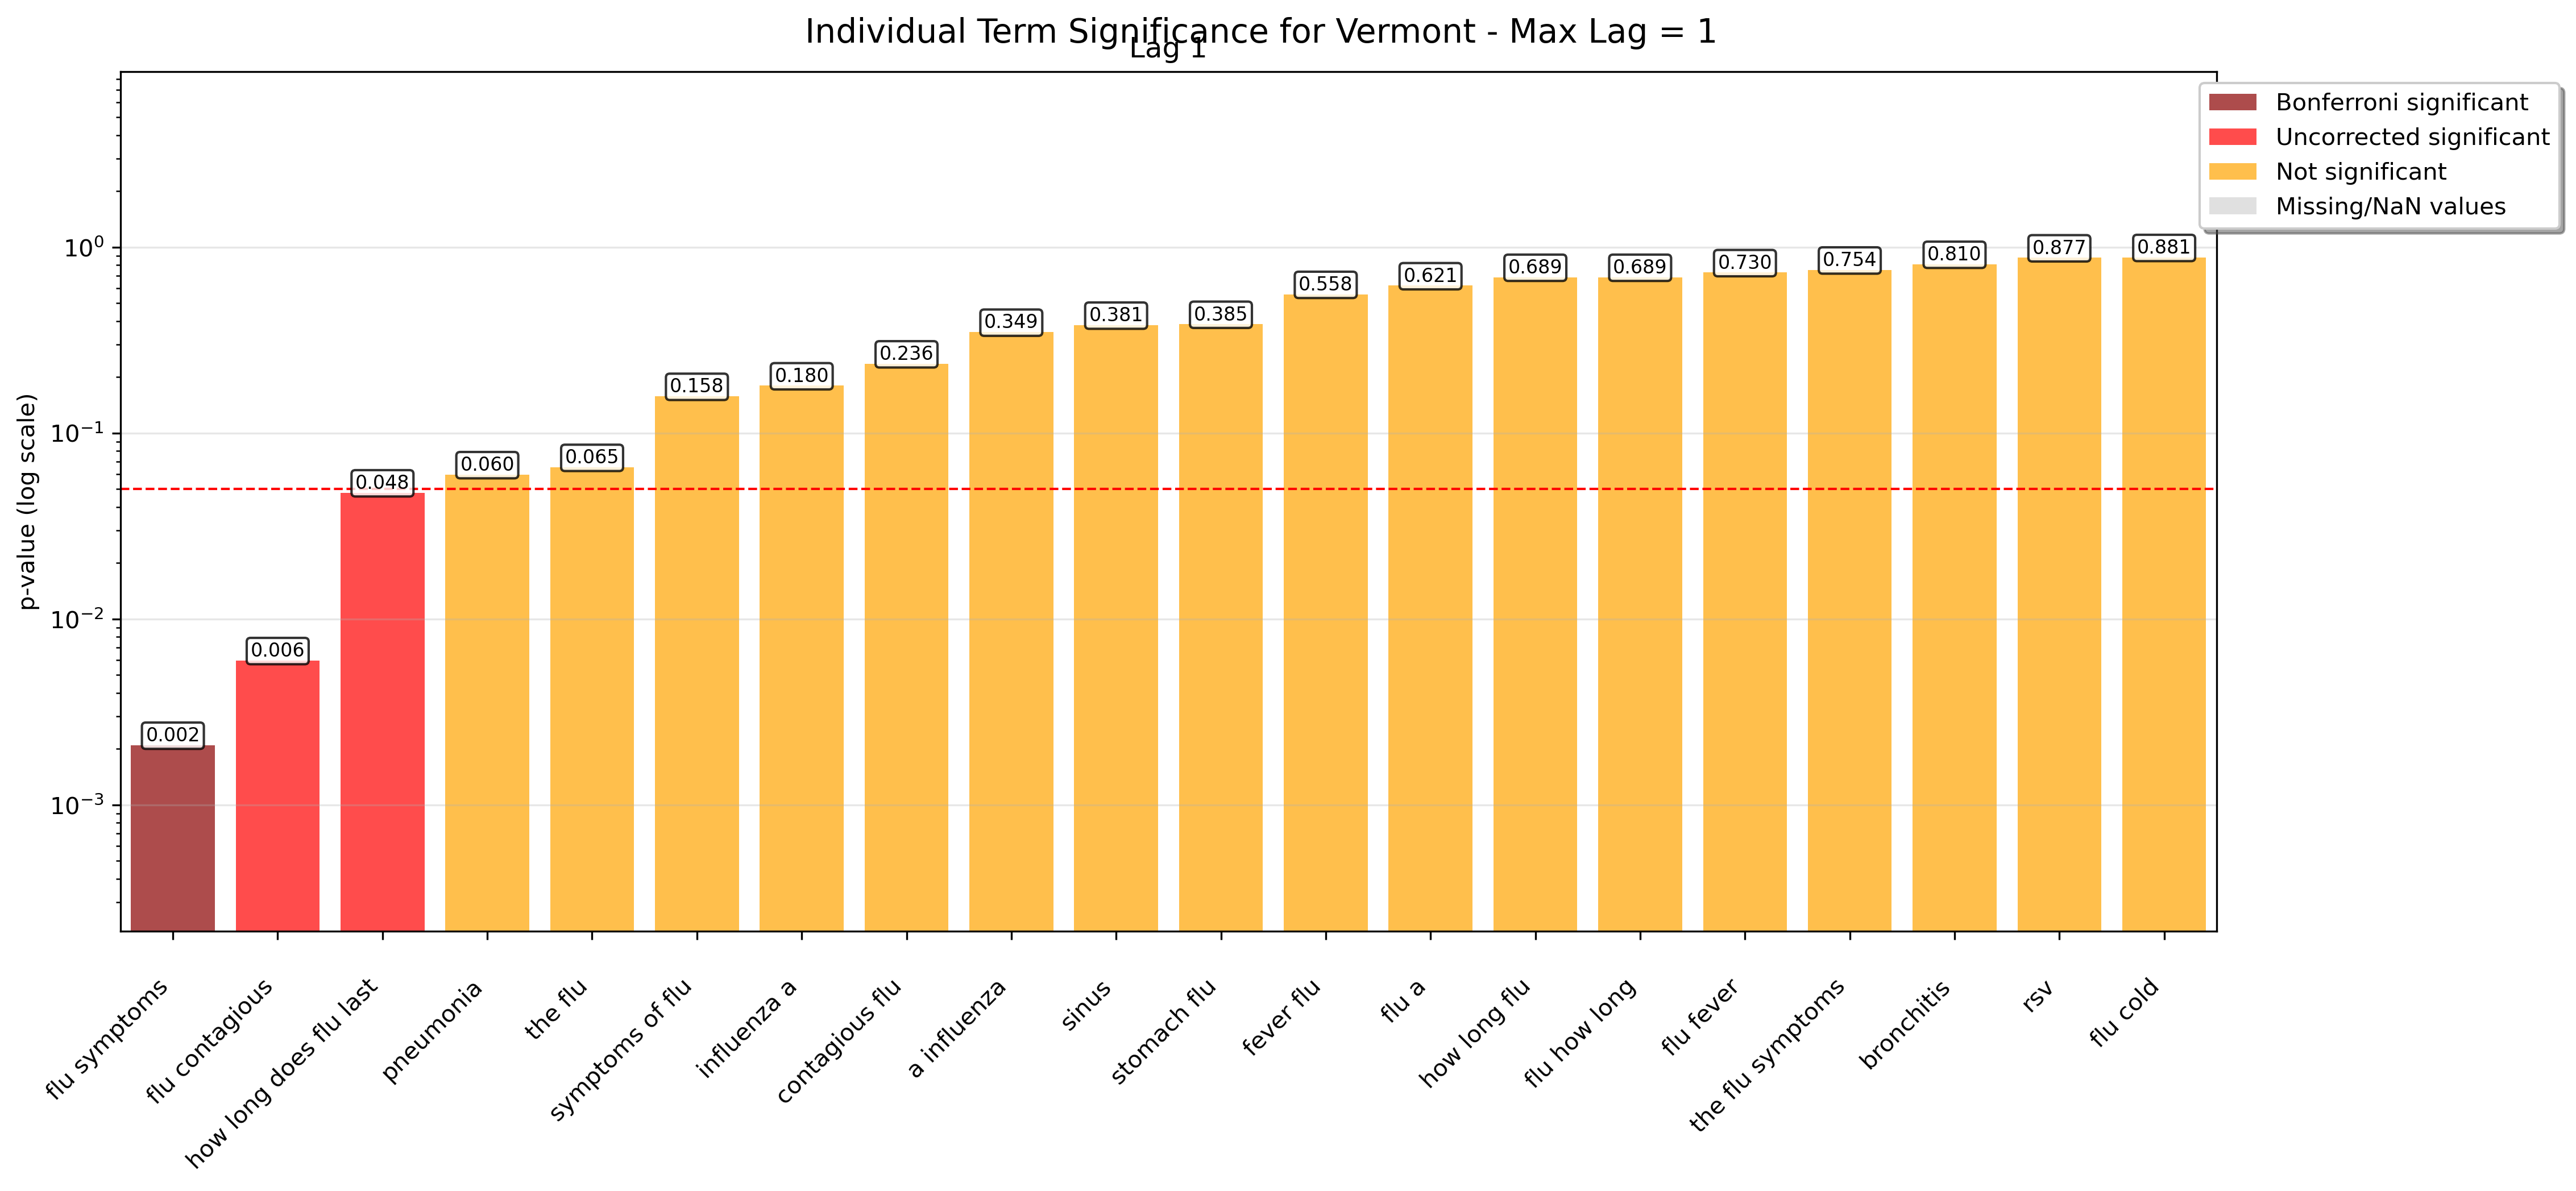 Individual Term Significance for Vermont - Max Lag = 1
Lag 1
Bonferroni significant
Uncorrected significant
Not significant
Missing/NaN values
p-value (log scale)
10⁰
10⁻¹
10⁻²
10⁻³
0.002
0.006
0.048
0.060
0.065
0.158
0.180
0.236
0.349
0.381
0.385
0.558
0.621
0.689
0.689
0.730
0.754
0.810
0.877
0.881
flu symptoms
flu contagious
how long does flu last
pneumonia
the flu
symptoms of flu
influenza a
contagious flu
a influenza
sinus
stomach flu
fever flu
flu a
how long flu
flu how long
flu fever
the flu symptoms
bronchitis
rsv
flu cold